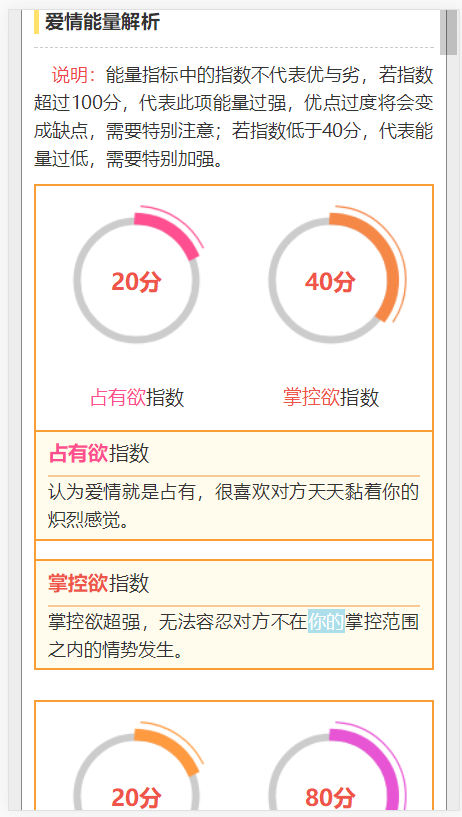 爱情能量解析
说明：能量指标中的指数不代表优与劣，若指数
超过100分，代表此项能量过强，优点过度将会变
成缺点，需要特别注意；若指数低于40分，代表能
量过低，需要特别加强。
20分
40分
占有欲指数
掌控欲指数
占有欲指数
认为爱情就是占有，很喜欢对方天天黏着你的
炽烈感觉。
掌控欲指数
掌控欲超强，无法容忍对方不在你的掌控范围
之内的情势发生。
20分
80分